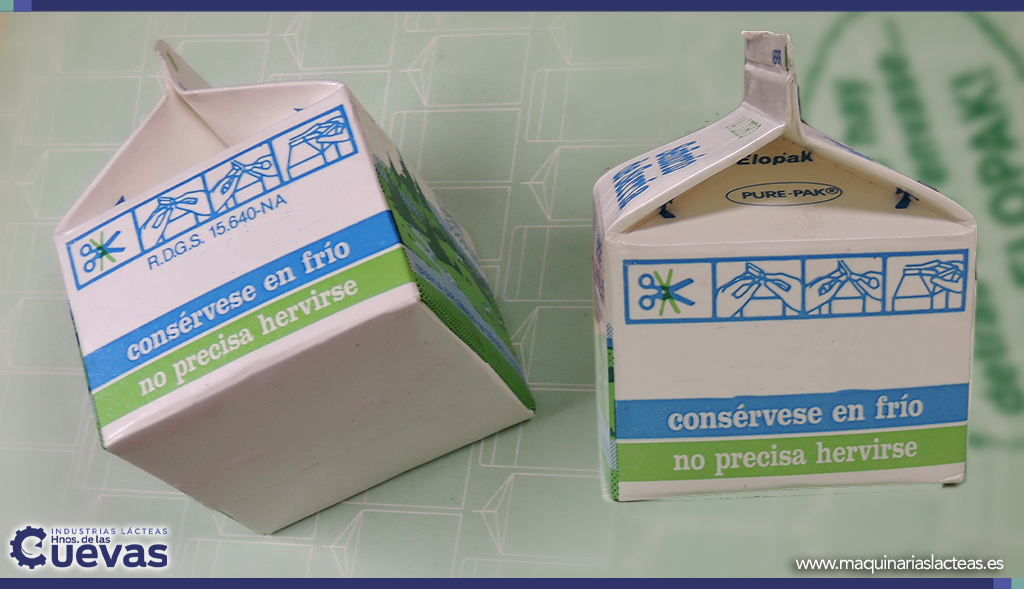 R.D.G.S. 15.640-NA
consérvese en frío
no precisa hervirse
Elopak
PURE-PAK®
consérvese en frío
no precisa hervirse
ELOPAK!
INDUSTRIAS LÁCTEAS
Hnos. de las
Cuevas
www.maquinariaslacteas.es